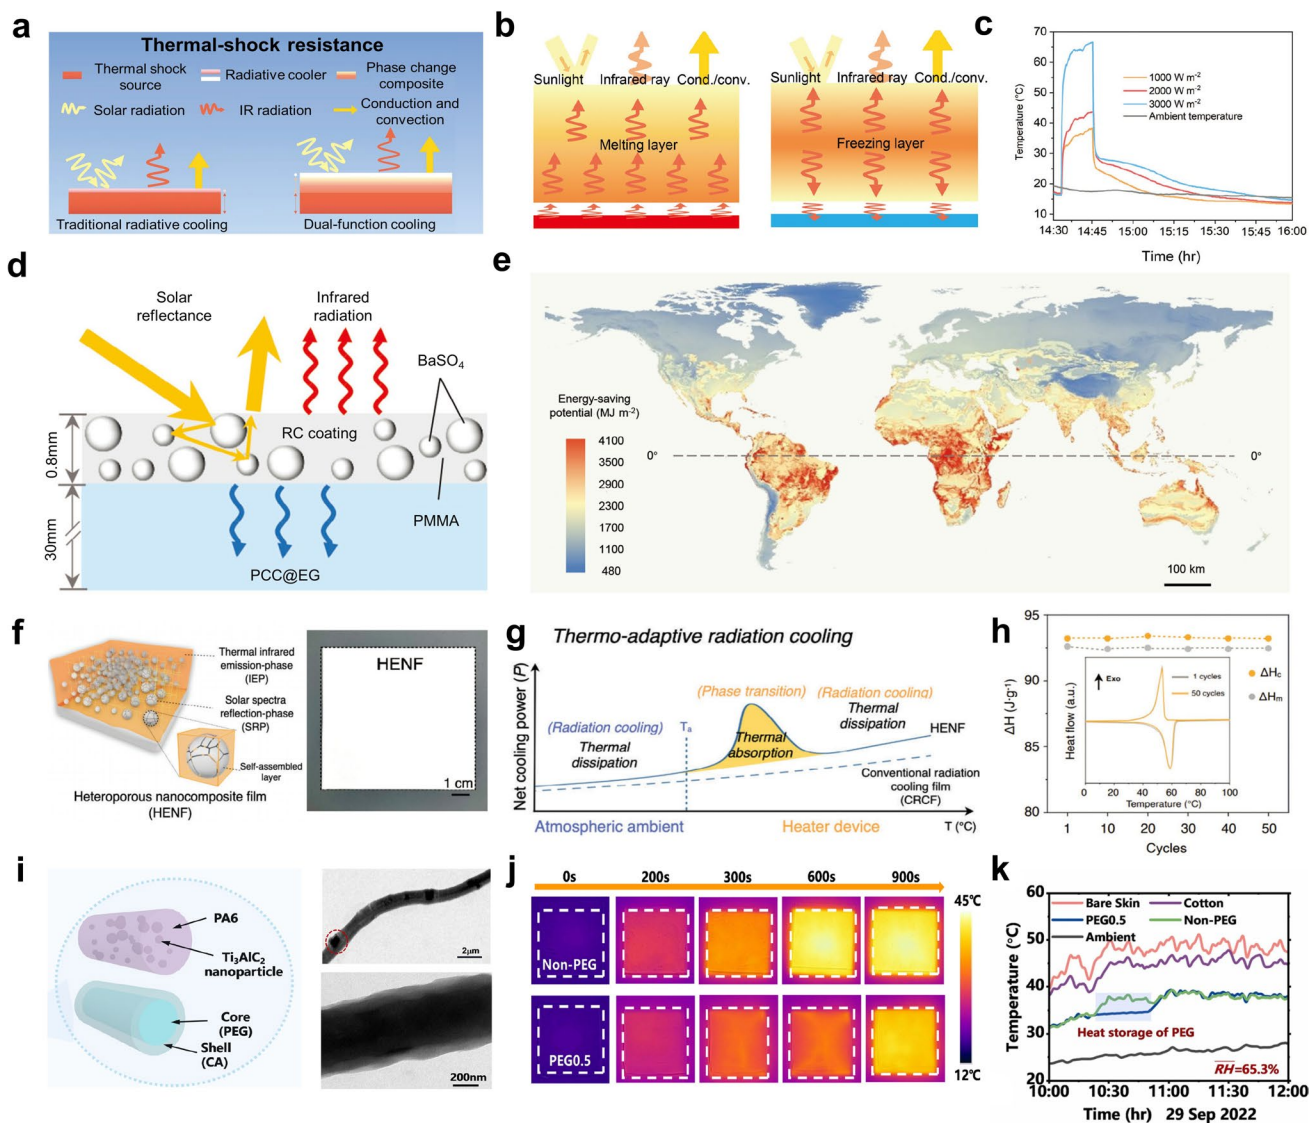 a
Thermal-shock resistance
Thermal shock
source
Radiative cooler
Phase change
composite
Solar radiation
IR radiation
Conduction and
convection
Traditional radiative cooling
Dual-function cooling
b
Sunlight
Infrared ray
Cond./conv.
Melting layer
Sunlight
Infrared ray
Cond./conv.
Freezing layer
c
Temperature (°C)
70
60
50
40
30
20
10
1000 W m⁻²
2000 W m⁻²
3000 W m⁻²
Ambient temperature
14:30
14:45
15:00
15:15
15:30
15:45
16:00
Time (hr)
d
Solar
reflectance
Infrared
radiation
BaSO₄
RC coating
0.8mm
PMMA
30mm
PCC@EG
e
Energy-saving
potential (MJ m⁻²)
4100
3500
2900
2300
1700
1100
480
0°
0°
100 km
f
Thermal infrared
emission-phase
(IEP)
Solar spectra
reflection-phase
(SRP)
Self-assembled
layer
Heteroporous nanocomposite film
(HENF)
HENF
1 cm
g
Thermo-adaptive radiation cooling
Net cooling power (P)
(Radiation cooling)
Thermal
dissipation
Tₐ
(Phase transition)
Thermal
absorption
(Radiation cooling)
Thermal
dissipation
HENF
Conventional radiation
cooling film
(CRCF)
Atmospheric ambient
Heater device
T (°C)
h
ΔH (J·g⁻¹)
95
90
85
80
ΔH꜀
ΔHₘ
Exo
1 cycles
50 cycles
Heat flow (a.u.)
0
20
40
60
80
100
Temperature (°C)
1
10
20
30
40
50
Cycles
i
PA6
Ti₃AlC₂
nanoparticle
Core
(PEG)
Shell
(CA)
2μm
200nm
j
0s
200s
300s
600s
900s
Non-PEG
PEG0.5
45℃
12℃
k
Temperature (°C)
60
50
40
30
20
Bare Skin
Cotton
PEG0.5
Non-PEG
Ambient
Heat storage of PEG
RH=65.3%
10:00
10:30
11:00
11:30
12:00
Time (hr) 29 Sep 2022